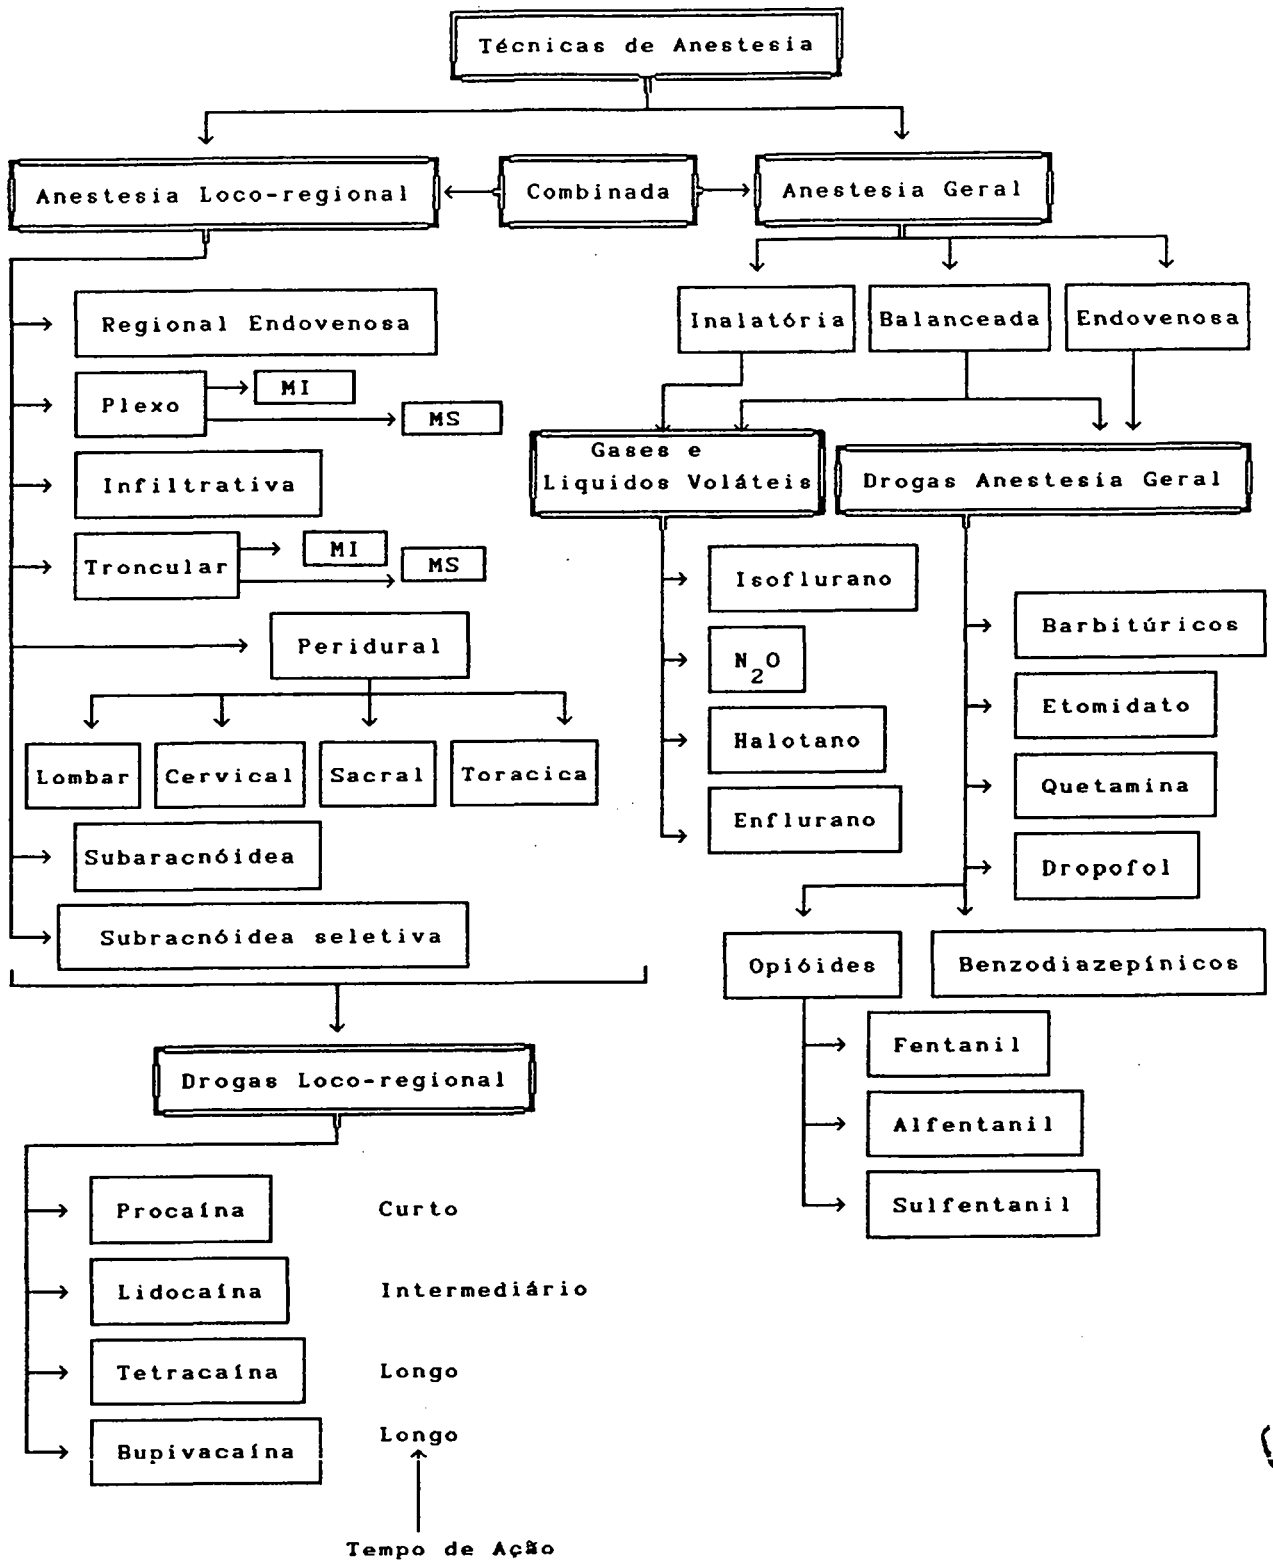 Técnicas de Anestesia
Anestesia Loco-regional
Combinada
Anestesia Geral
Regional Endovenosa
Plexo
MI
MS
Infiltrativa
Troncular
MI
MS
Peridural
Lombar
Cervical
Sacral
Toracica
Subaracnóidea
Subracnóidea seletiva
Drogas Loco-regional
Procaína
Curto
Lidocaína
Intermediário
Tetracaína
Longo
Bupivacaína
Longo
Tempo de Ação
Inalatória
Balanceada
Endovenosa
Gases e
Liquidos Voláteis
Drogas Anestesia Geral
Isoflurano
N2O
Halotano
Enflurano
Barbitúricos
Etomidato
Quetamina
Dropofol
Opióides
Benzodiazepínicos
Fentanil
Alfentanil
Sulfentanil